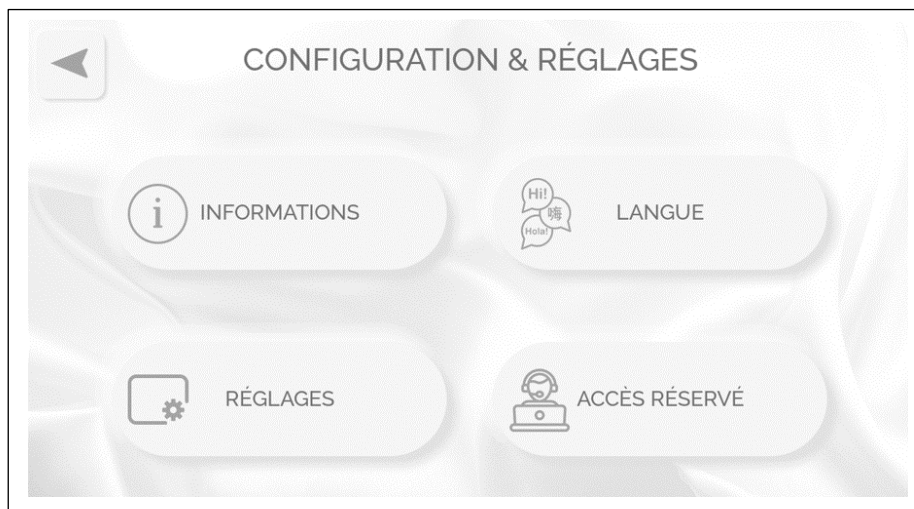 CONFIGURATION & RÉGLAGES
i INFORMATIONS
Hi!
嗨
Hola!
LANGUE
RÉGLAGES
ACCÈS RÉSERVÉ